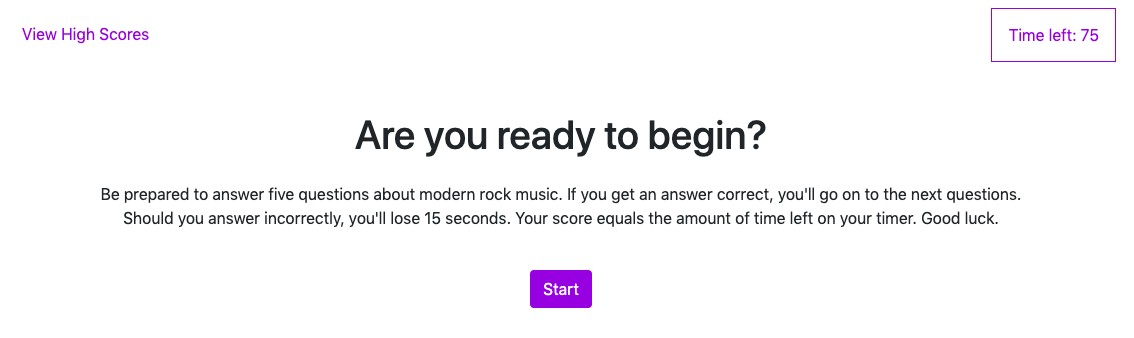 View High Scores
Time left: 75
Are you ready to begin?
Be prepared to answer five questions about modern rock music. If you get an answer correct, you'll go on to the next questions.
Should you answer incorrectly, you'll lose 15 seconds. Your score equals the amount of time left on your timer. Good luck.
Start